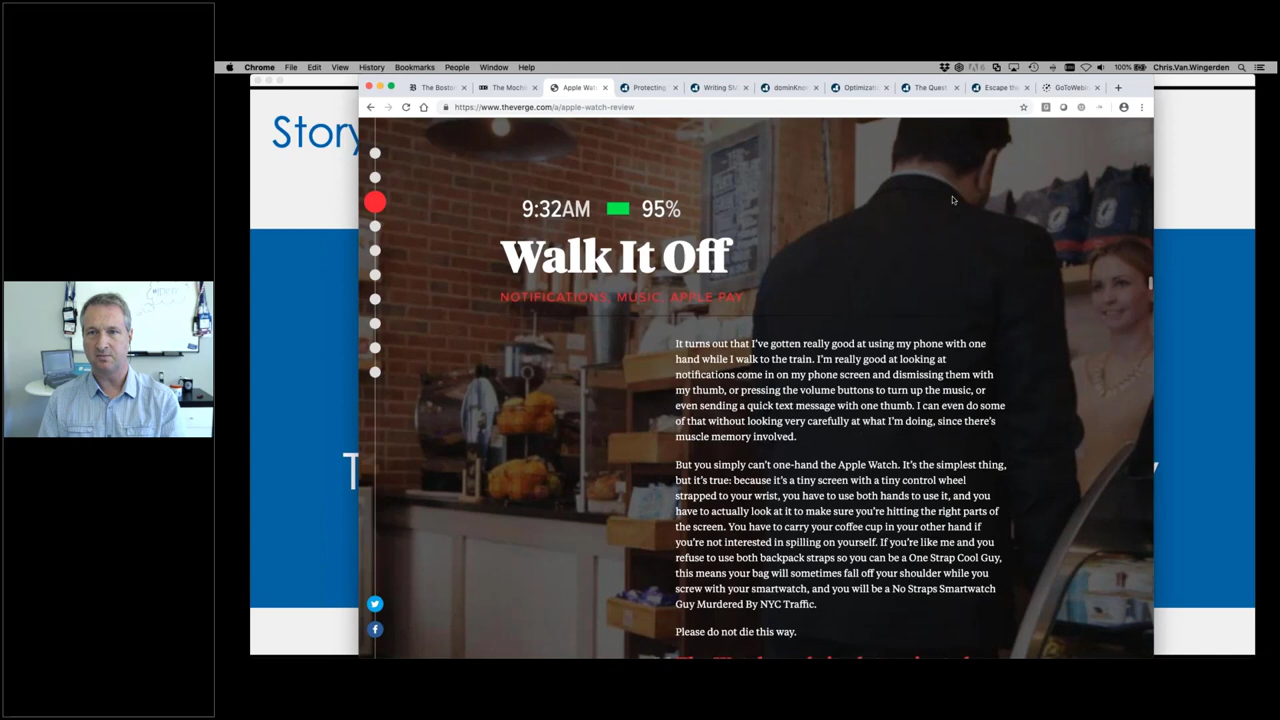 Chrome File Edit View History Bookmarks People Window Help 100% Chris.Van.Wingerden
The Boston The Mochi Apple Wat Protecting Writing SM dominKno Optimizati The Quest Escape the GoToWebi
https://www.theverge.com/a/apple-watch-review
Story
9:32AM 95%
Walk It Off
NOTIFICATIONS, MUSIC, APPLE PAY
It turns out that I've gotten really good at using my phone with one
hand while I walk to the train. I'm really good at looking at
notifications come in on my phone screen and dismissing them with
my thumb, or pressing the volume buttons to turn up the music, or
even sending a quick text message with one thumb. I can even do some
of that without looking very carefully at what I'm doing, since there's
muscle memory involved.
But you simply can't one-hand the Apple Watch. It's the simplest thing,
but it's true: because it's a tiny screen with a tiny control wheel
strapped to your wrist, you have to use both hands to use it, and you
have to actually look at it to make sure you're hitting the right parts of
the screen. You have to carry your coffee cup in your other hand if
you're not interested in spilling on yourself. If you're like me and you
refuse to use both backpack straps so you can be a One Strap Cool Guy,
this means your bag will sometimes fall off your shoulder while you
screw with your smartwatch, and you will be a No Straps Smartwatch
Guy Murdered By NYC Traffic.
Please do not die this way.